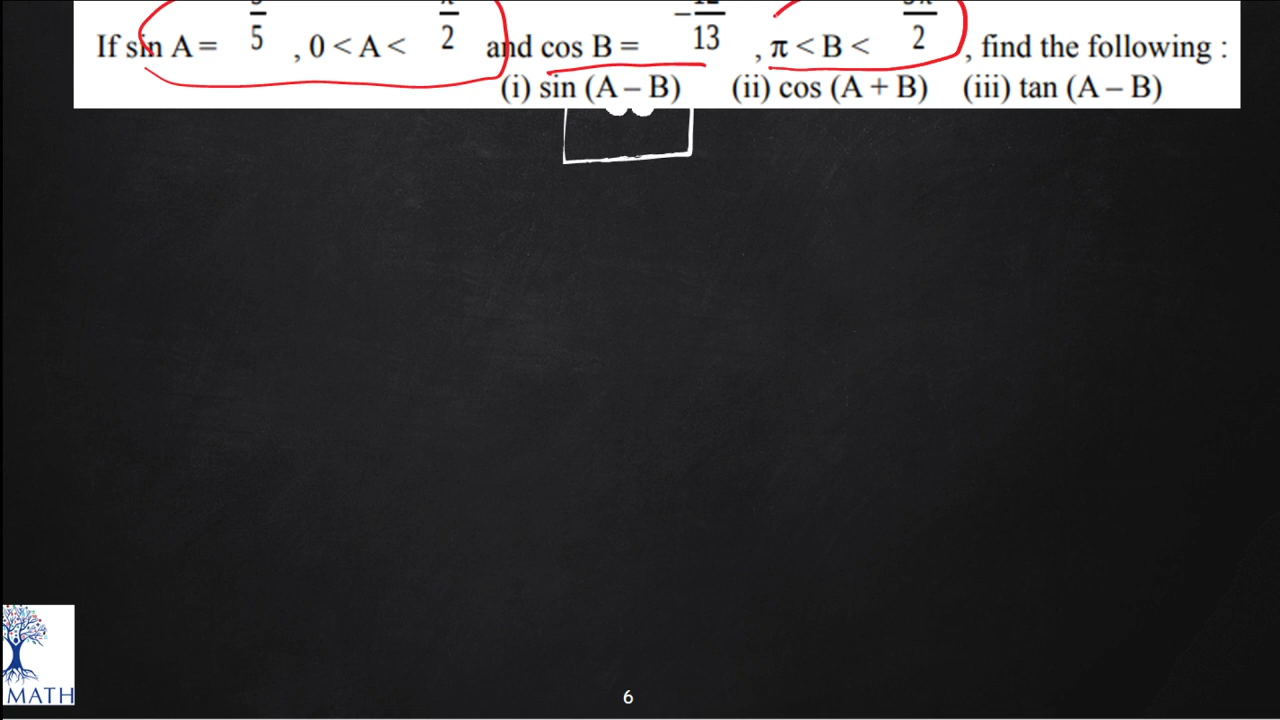 If sin A = 5 , 0 < A < 2 and cos B = – 13 , π < B < 2 , find the following :
(i) sin (A – B) (ii) cos (A + B) (iii) tan (A – B)
MATH
6